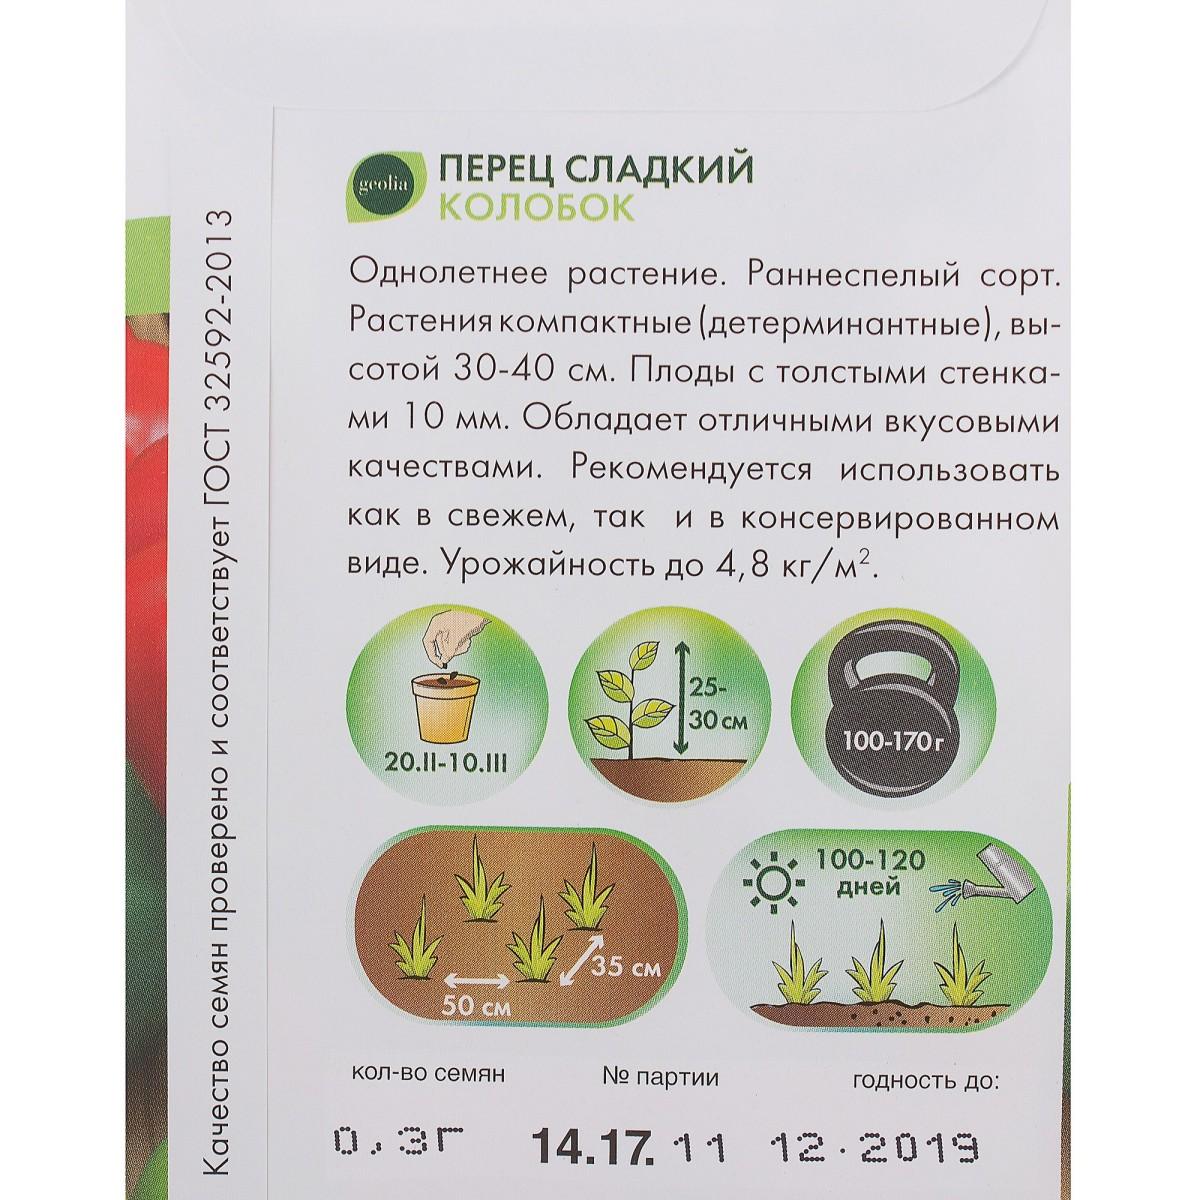 geolia
ПЕРЕЦ СЛАДКИЙ
КОЛОБОК
Однолетнее растение. Раннеспелый сорт.
Растения компактные (детерминантные), вы-
сотой 30-40 см. Плоды с толстыми стенка-
ми 10 мм. Обладает отличными вкусовыми
качествами. Рекомендуется использовать
как в свежем, так и в консервированном
виде. Урожайность до 4,8 кг/м².
20.II-10.III
25-
30 см
100-170 г
50 см
35 см
100-120
дней
кол-во семян
№ партии
годность до:
0,3г
14.17.11
12.2019
Качество семян проверено и соответствует ГОСТ 32592-2013